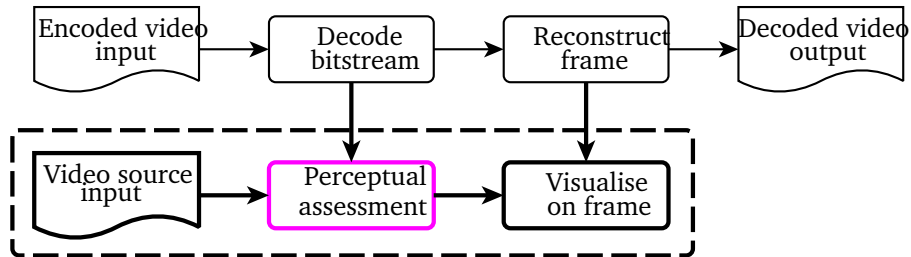 Encoded video
input
Decode
bitstream
Reconstruct
frame
Decoded video
output
Video source
input
Perceptual
assessment
Visualise
on frame